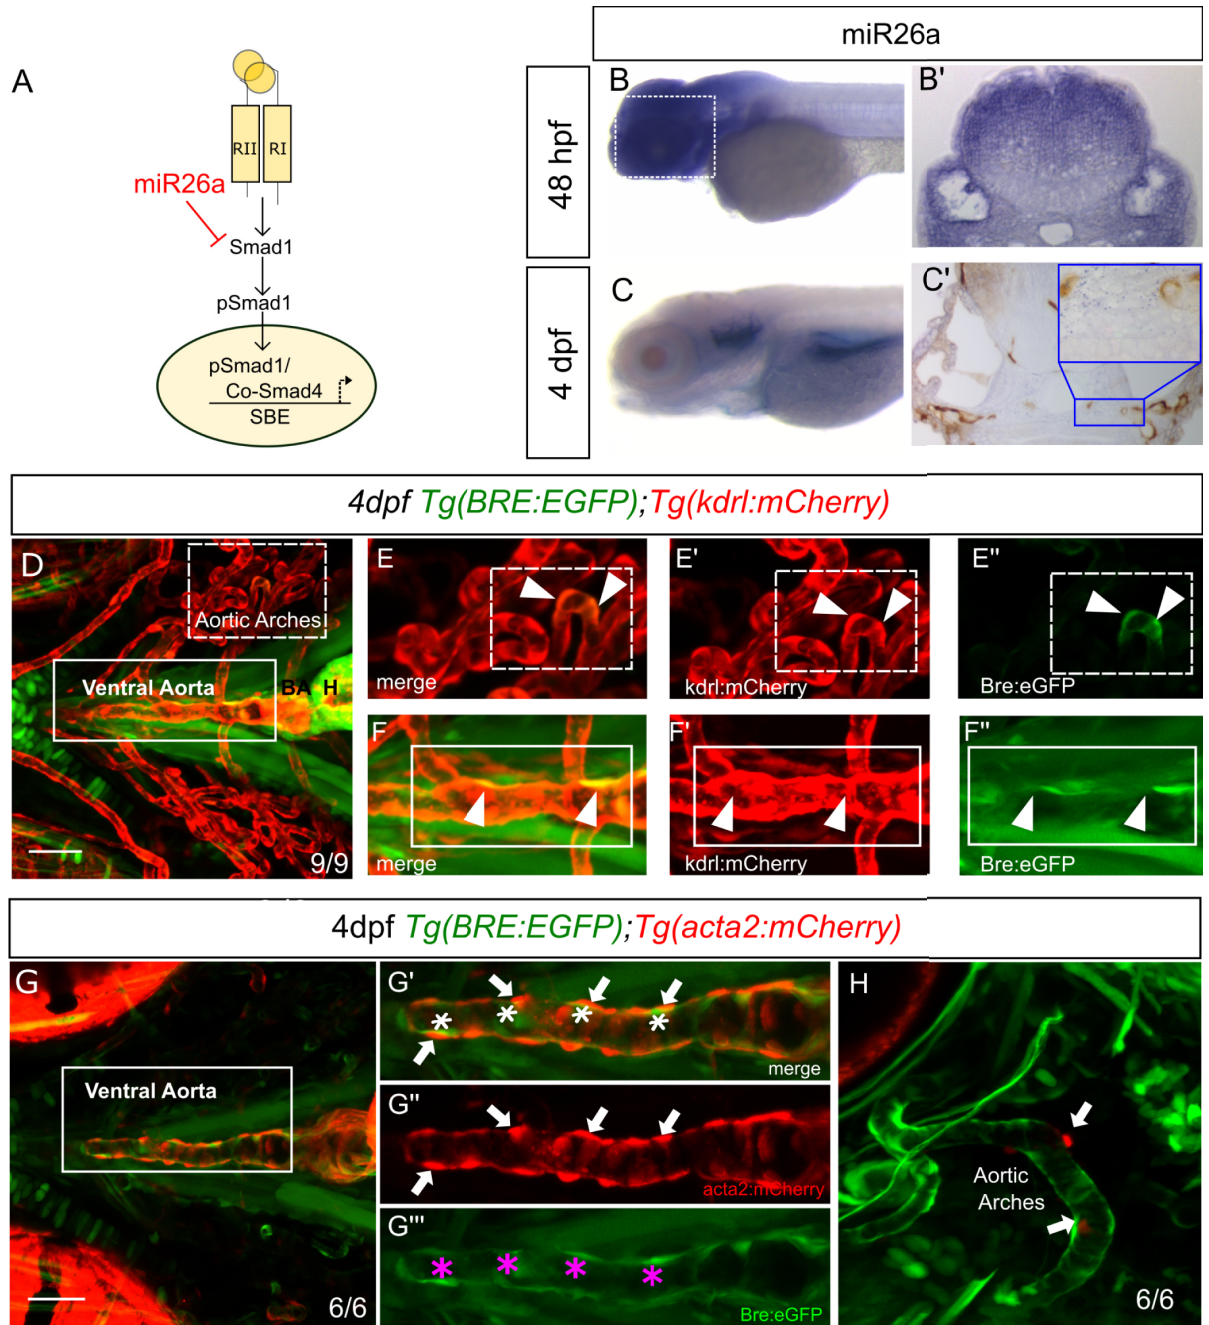 A
RII
RI
miR26a
Smad1
pSmad1
pSmad1/
Co-Smad4
SBE
miR26a
48 hpf
B
B'
4 dpf
C
C'
4dpf Tg(BRE:EGFP);Tg(kdrl:mCherry)
D
Aortic Arches
Ventral Aorta
BA H
9/9
E
merge
E'
kdrl:mCherry
E"
Bre:eGFP
F
merge
F'
kdrl:mCherry
F"
Bre:eGFP
4dpf Tg(BRE:EGFP);Tg(acta2:mCherry)
G
Ventral Aorta
6/6
G'
merge
G"
acta2:mCherry
G'"
Bre:eGFP
H
Aortic
Arches
6/6